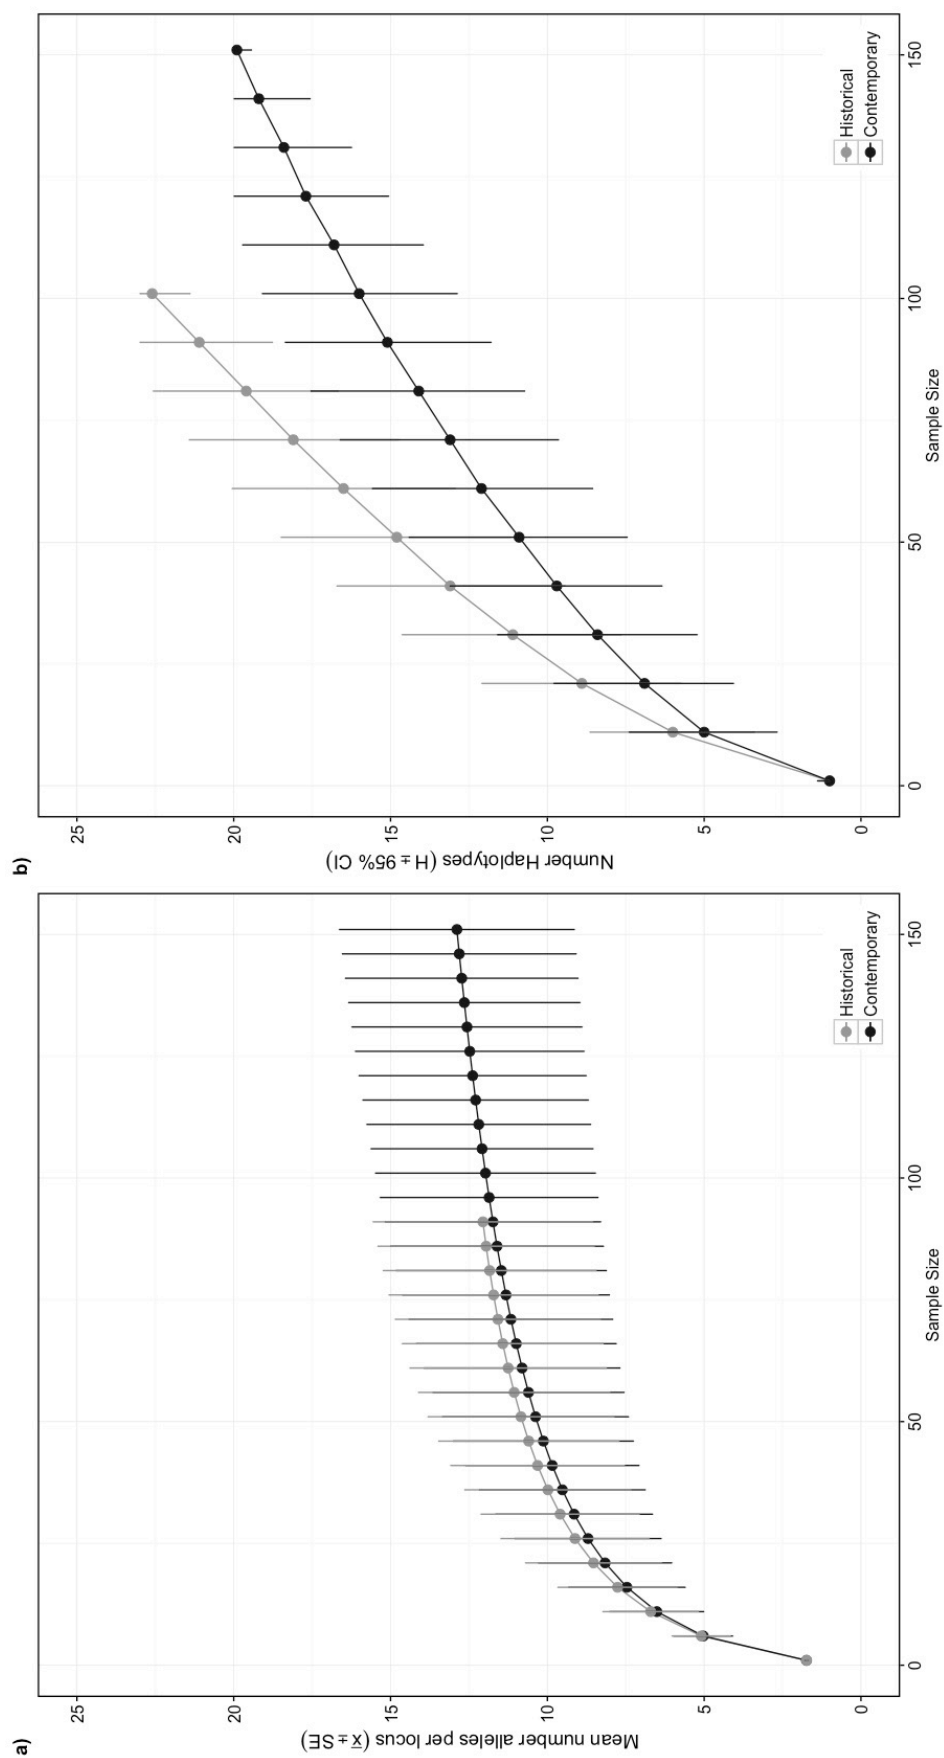 a)
Mean number alleles per locus (x̅ ± SE)
25
20
15
10
5
0
0
50
100
150
Sample Size
Historical
Contemporary
b)
Number Haplotypes (H ± 95% CI)
25
20
15
10
5
0
0
50
100
150
Sample Size
Historical
Contemporary